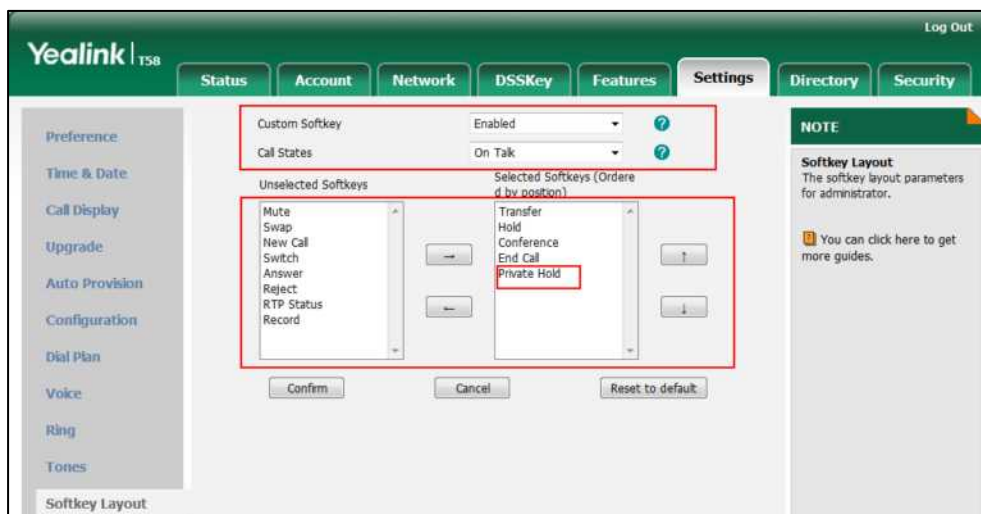 Log Out
Yealink T58
Status Account Network DSSKey Features Settings Directory Security
Preference
Time & Date
Call Display
Upgrade
Auto Provision
Configuration
Dial Plan
Voice
Ring
Tones
Softkey Layout
Custom Softkey Enabled ?
Call States On Talk ?
Unselected Softkeys
Mute
Swap
New Call
Switch
Answer
Reject
RTP Status
Record
→
←
Selected Softkeys (Ordere
d by position)
Transfer
Hold
Conference
End Call
Private Hold
↑
↓
Confirm Cancel Reset to default
NOTE
Softkey Layout
The softkey layout parameters
for administrator.
? You can click here to get
more guides.